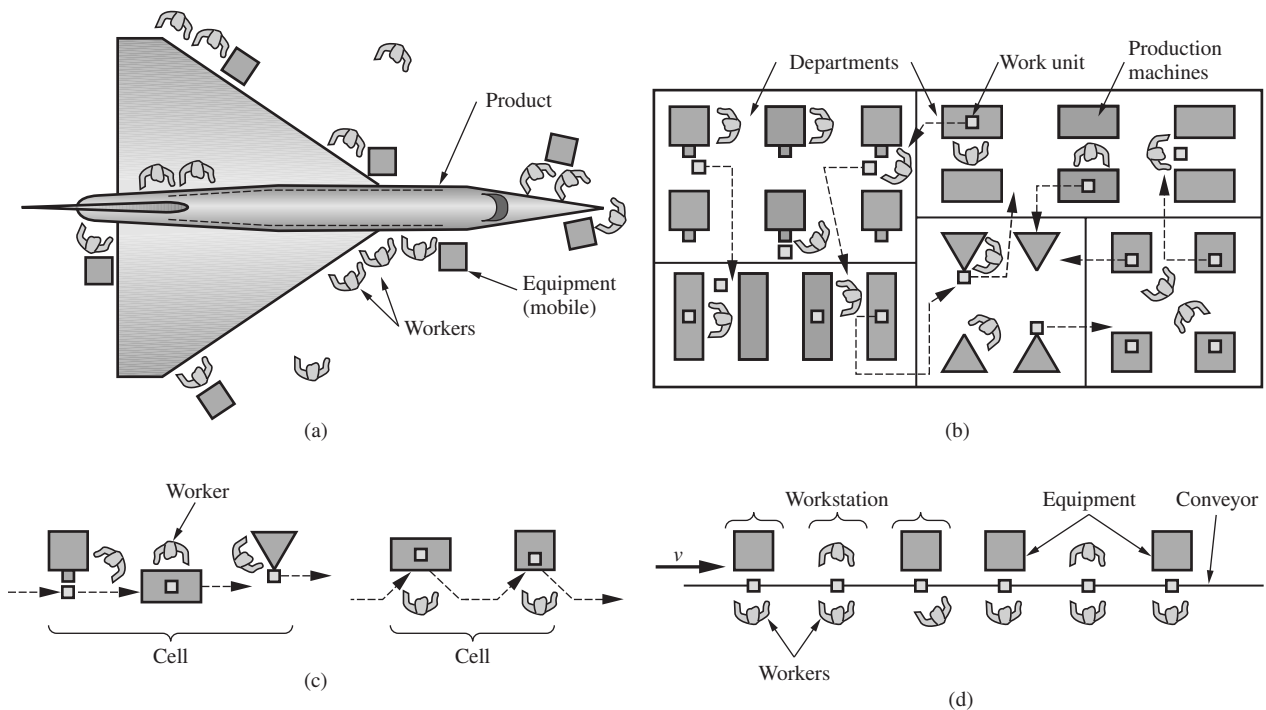 Product
Equipment
(mobile)
Workers
(a)
Departments
Work unit
Production
machines
(b)
Worker
Cell
Cell
(c)
Workstation
Equipment
Conveyor
v
Workers
(d)